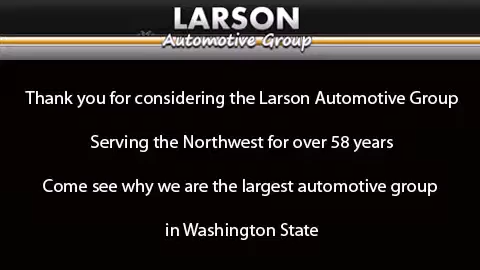 LARSON
Automotive Group
Thank you for considering the Larson Automotive Group
Serving the Northwest for over 58 years
Come see why we are the largest automotive group
in Washington State